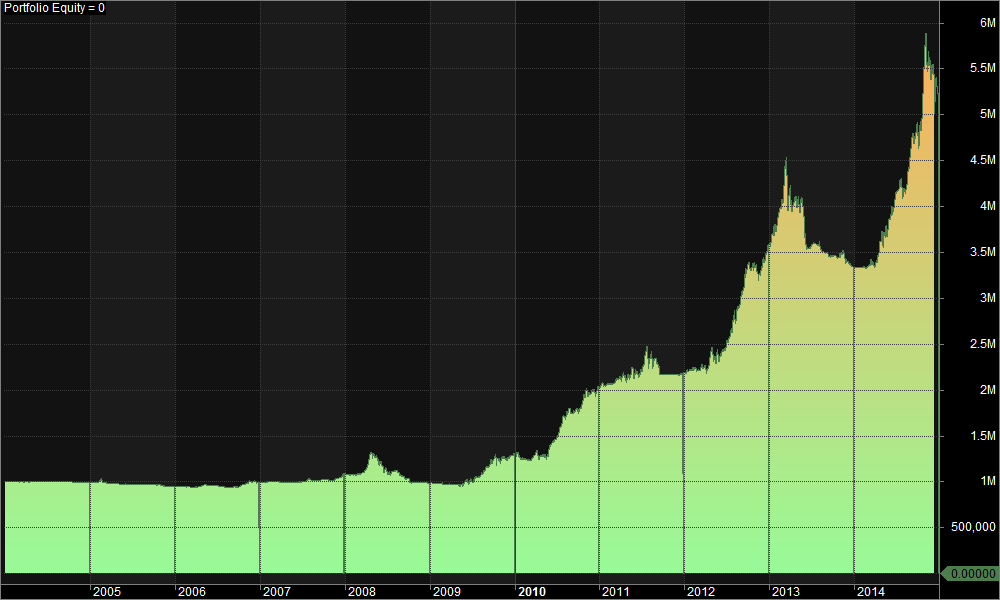 Portfolio Equity = 0
6M
5.5M
5M
4.5M
4M
3.5M
3M
2.5M
2M
1.5M
1M
500,000
0.00000
2005 2006 2007 2008 2009 2010 2011 2012 2013 2014